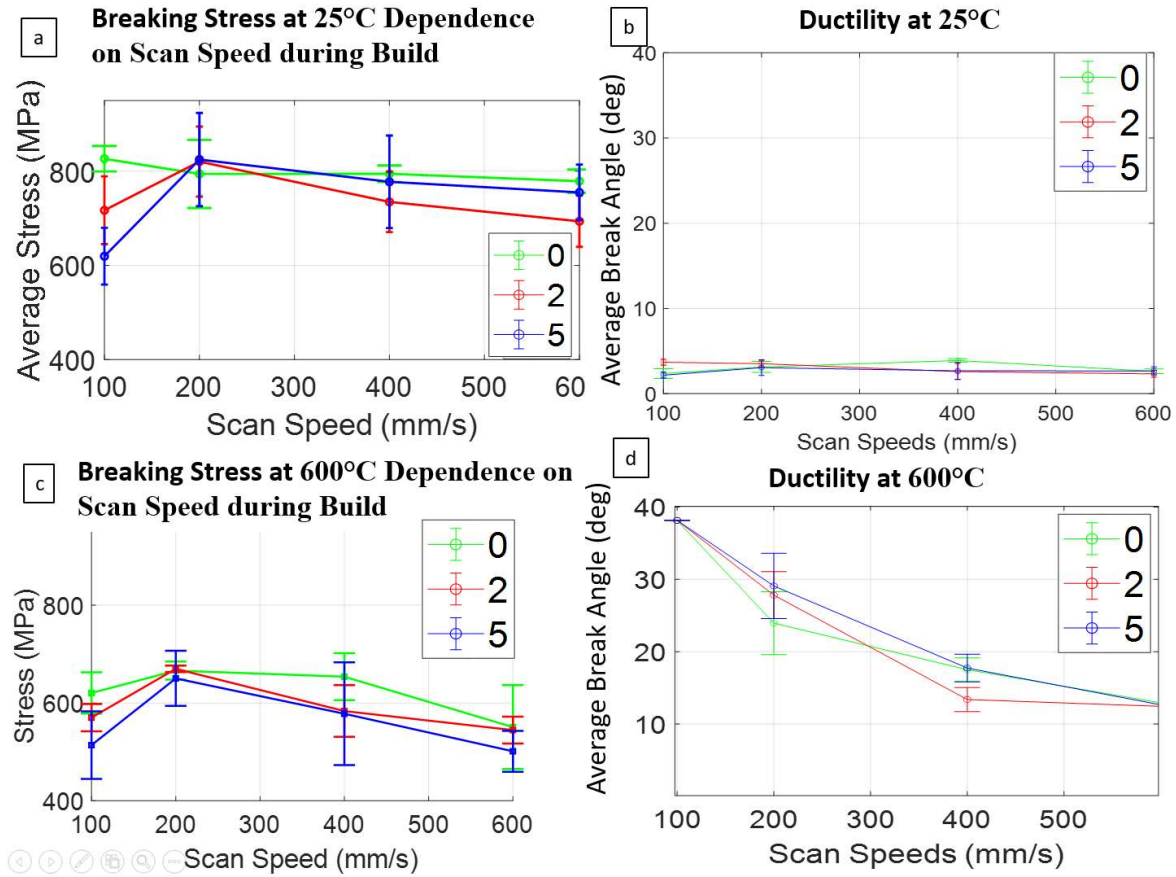 a
Breaking Stress at 25°C Dependence
on Scan Speed during Build
Average Stress (MPa)
800
600
400
100 200 300 400 500 60
Scan Speed (mm/s)
0
2
5
b
Ductility at 25°C
Average Break Angle (deg)
40
30
20
10
0
100 200 300 400 500 600
Scan Speeds (mm/s)
0
2
5
c
Breaking Stress at 600°C Dependence on
Scan Speed during Build
Stress (MPa)
800
600
400
100 200 300 400 500 600
Scan Speed (mm/s)
0
2
5
d
Ductility at 600°C
Average Break Angle (deg)
40
30
20
10
100 200 300 400 500
Scan Speeds (mm/s)
0
2
5